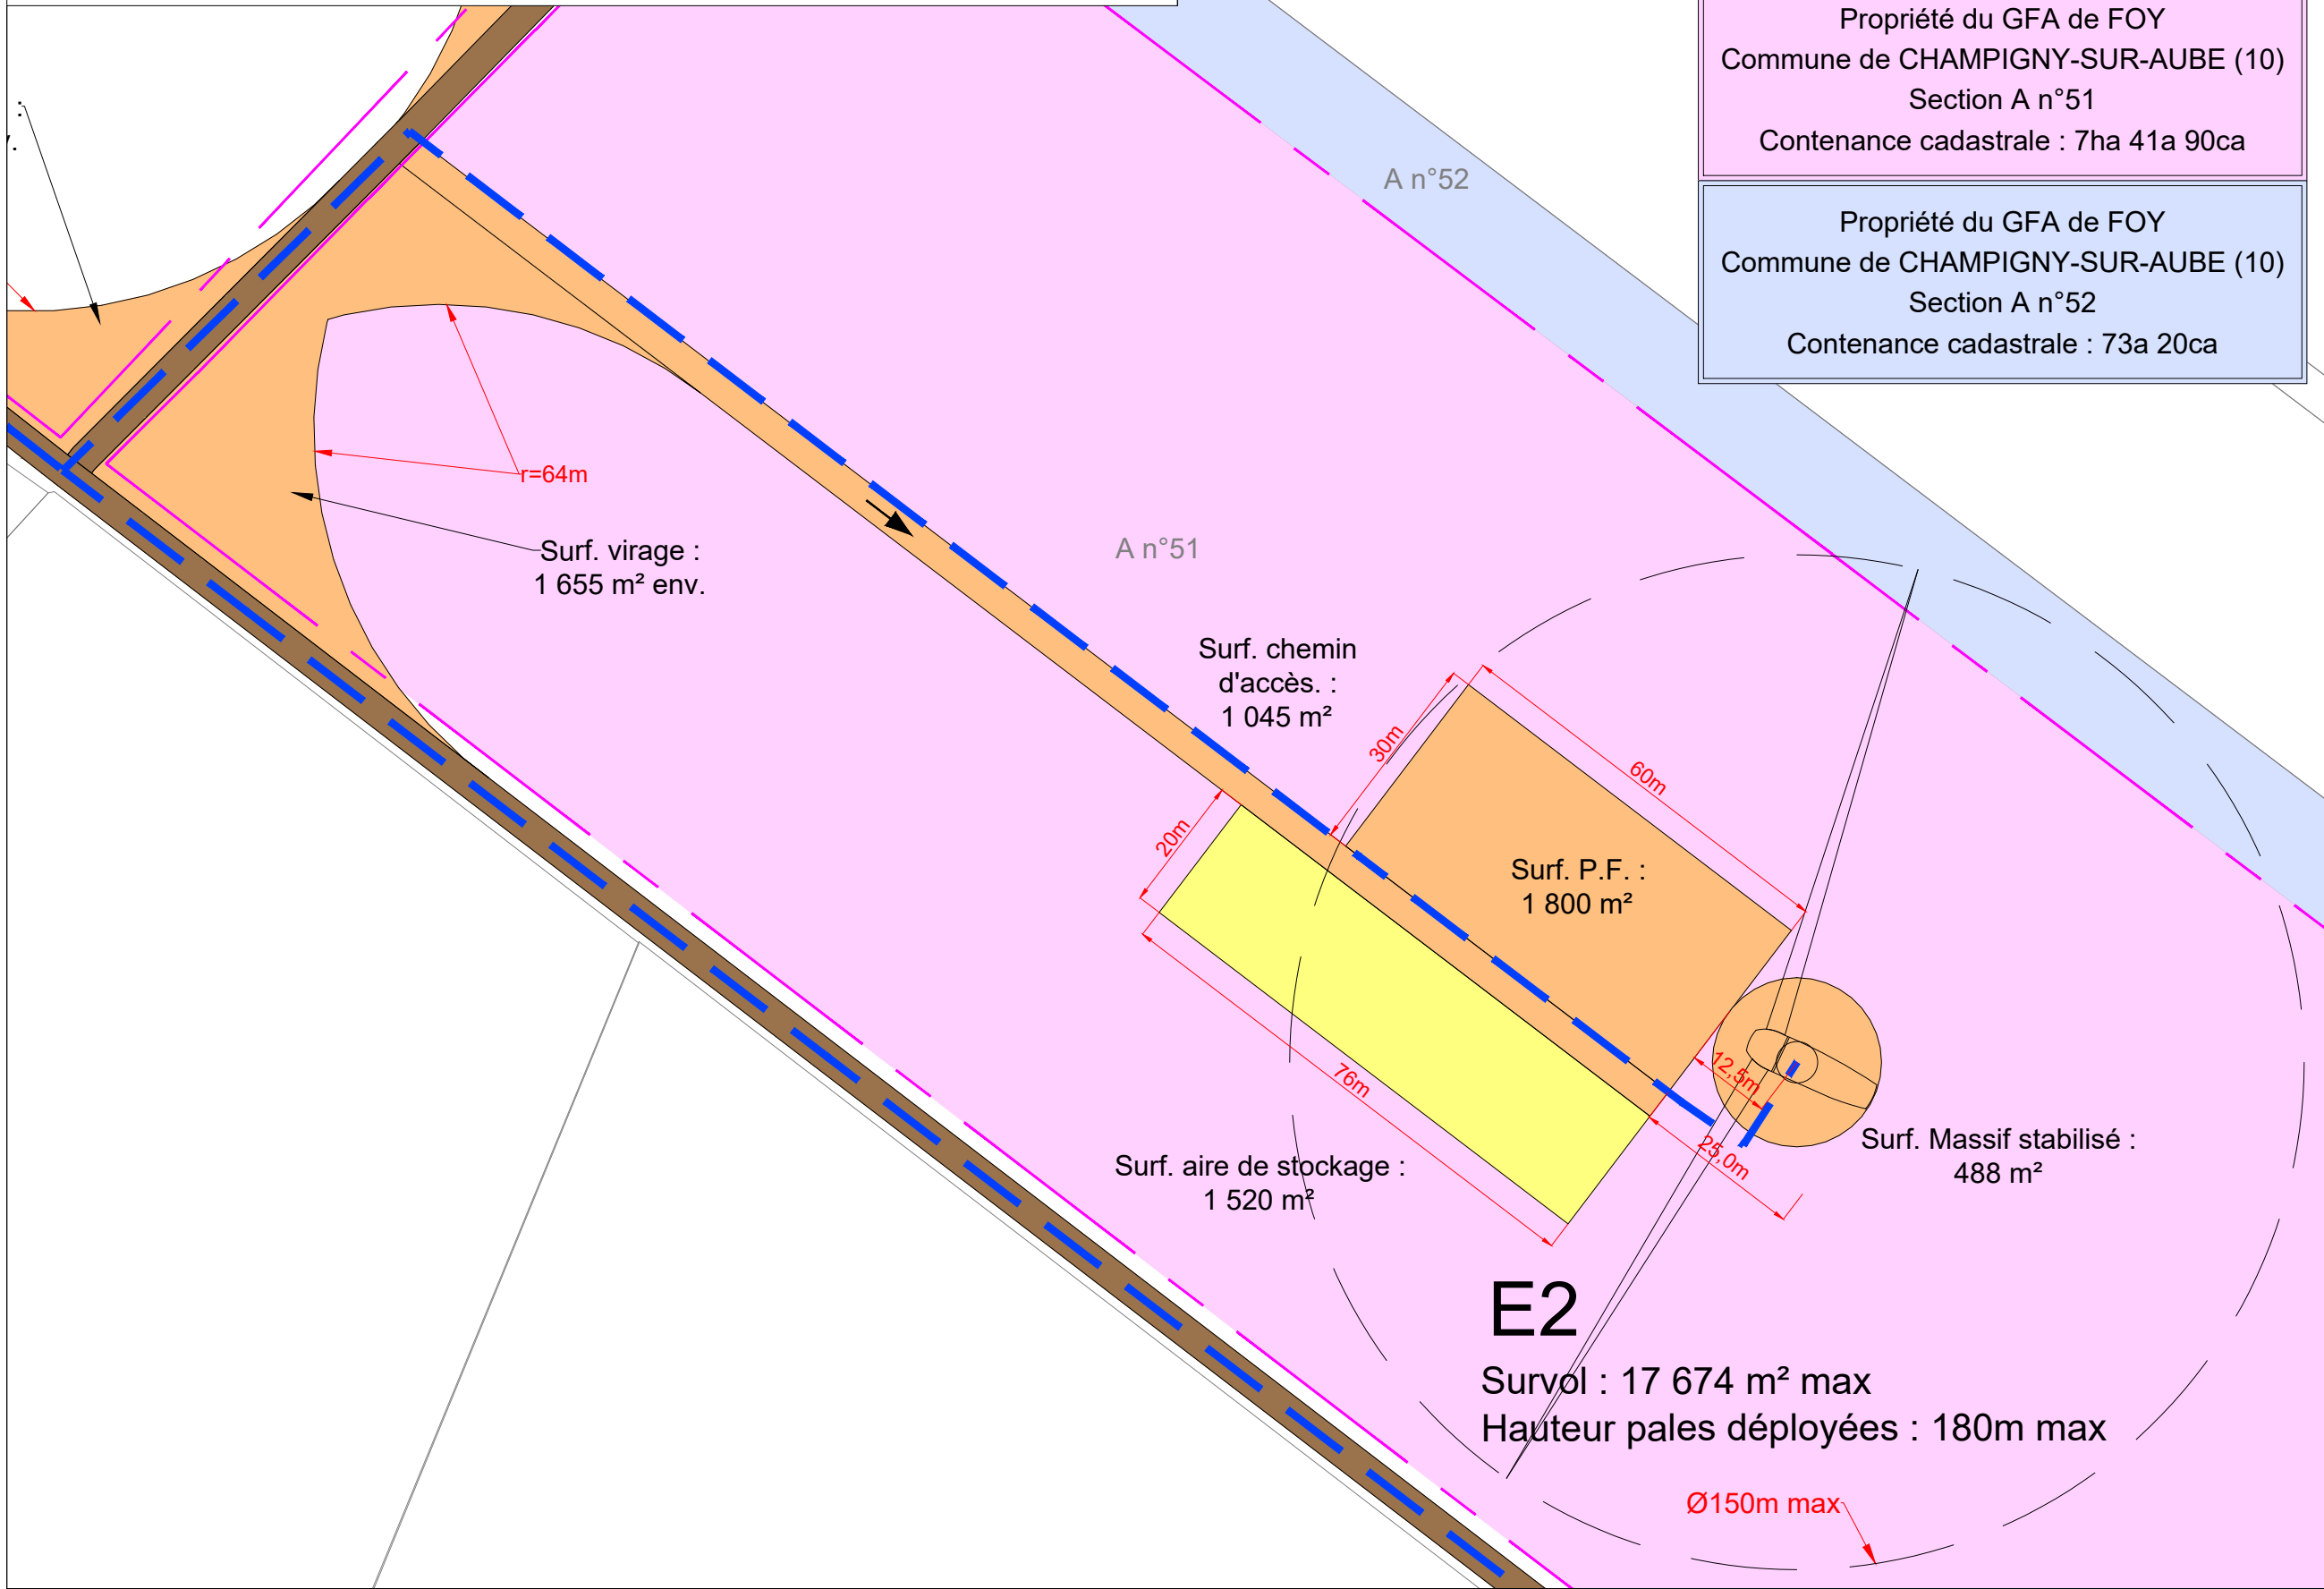 Propriété du GFA de FOY
Commune de CHAMPIGNY-SUR-AUBE (10)
Section A n°51
Contenance cadastrale : 7ha 41a 90ca
Propriété du GFA de FOY
Commune de CHAMPIGNY-SUR-AUBE (10)
Section A n°52
Contenance cadastrale : 73a 20ca
:
A n°52
r=64m
Surf. virage :
1 655 m² env.
A n°51
Surf. chemin
d'accès. :
1 045 m²
30m
60m
20m
Surf. P.F. :
1 800 m²
76m
12,5m
25,0m
Surf. Massif stabilisé :
488 m²
Surf. aire de stockage :
1 520 m²
E2
Survol : 17 674 m² max
Hauteur pales déployées : 180m max
Ø150m max